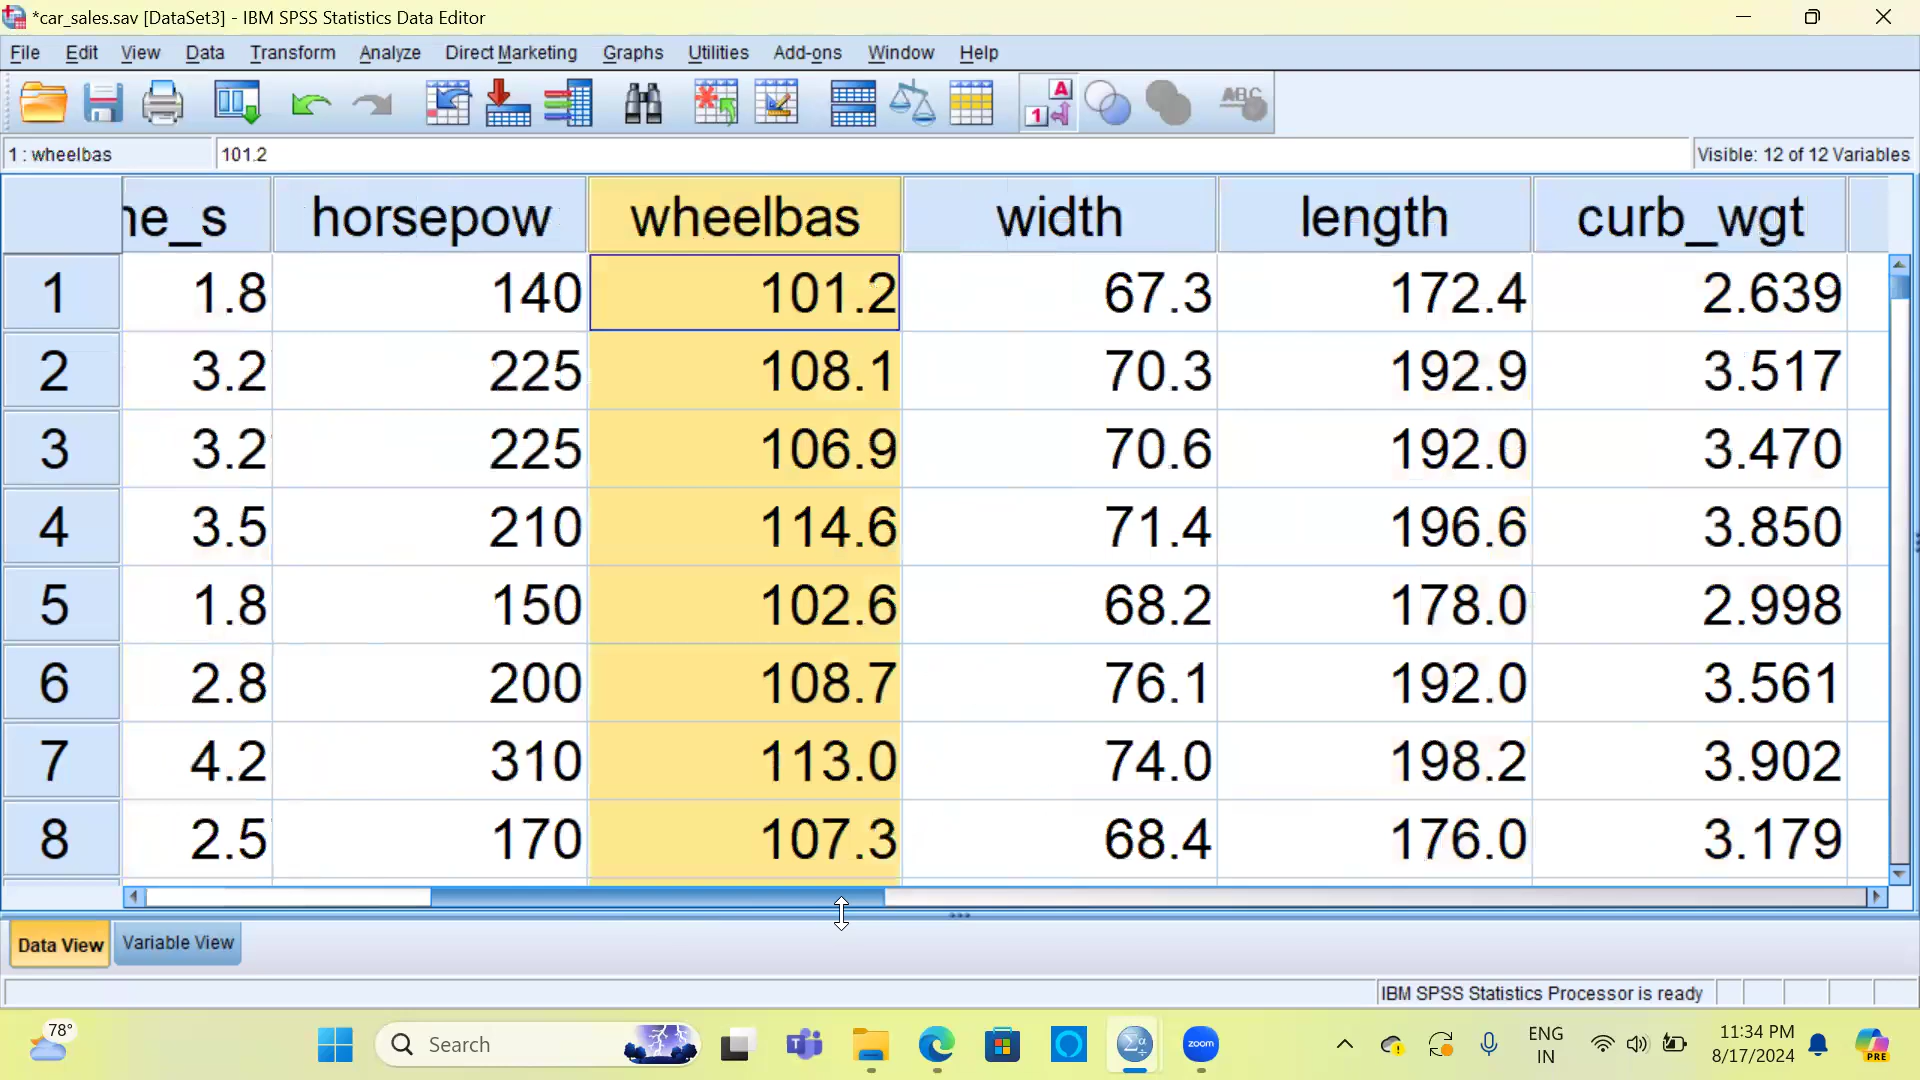 *car_sales.sav [DataSet3] - IBM SPSS Statistics Data Editor
File Edit View Data Transform Analyze Direct Marketing Graphs Utilities Add-ons Window Help
A
1
ABC
1 : wheelbas 101.2 Visible: 12 of 12 Variables
ne_s horsepow wheelbas width length curb_wgt
1 1.8 140 101.2 67.3 172.4 2.639
2 3.2 225 108.1 70.3 192.9 3.517
3 3.2 225 106.9 70.6 192.0 3.470
4 3.5 210 114.6 71.4 196.6 3.850
5 1.8 150 102.6 68.2 178.0 2.998
6 2.8 200 108.7 76.1 192.0 3.561
7 4.2 310 113.0 74.0 198.2 3.902
8 2.5 170 107.3 68.4 176.0 3.179
Data View Variable View
IBM SPSS Statistics Processor is ready
78°
Search
zoom
ENG
IN
11:34 PM
8/17/2024
PRE